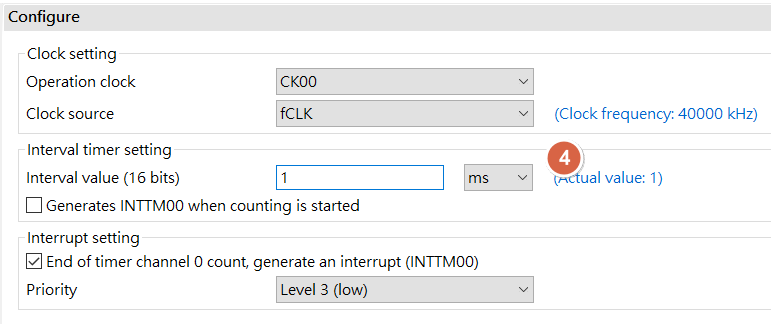 Configure
Clock setting
Operation clock CK00
Clock source fCLK (Clock frequency: 40000 kHz)
Interval timer setting
4
Interval value (16 bits) 1 ms (Actual value: 1)
Generates INTTM00 when counting is started
Interrupt setting
End of timer channel 0 count, generate an interrupt (INTTM00)
Priority Level 3 (low)